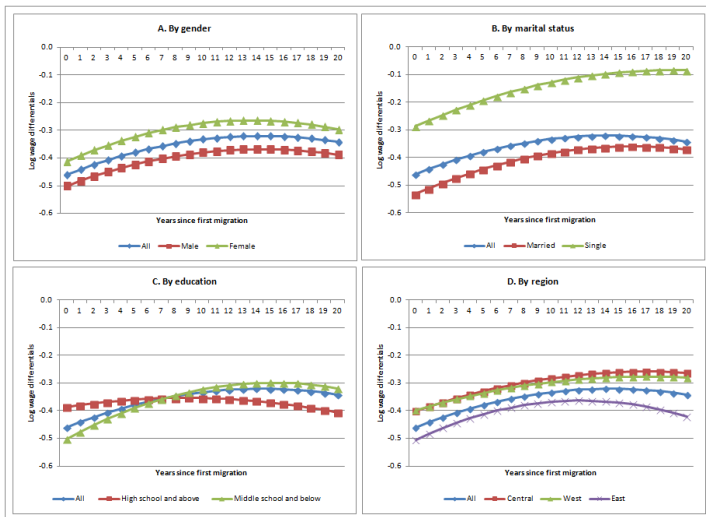 A. By gender
0.0
0 1 2 3 4 5 6 7 8 9 10 11 12 13 14 15 16 17 18 19 20
-0.1
-0.2
-0.3
-0.4
-0.5
-0.6
Log wage differentials
Years since first migration
All Male Female
B. By marital status
0.0
0 1 2 3 4 5 6 7 8 9 10 11 12 13 14 15 16 17 18 19 20
-0.1
-0.2
-0.3
-0.4
-0.5
-0.6
Log wage differentials
Years since first migration
All Married Single
C. By education
0.0
0 1 2 3 4 5 6 7 8 9 10 11 12 13 14 15 16 17 18 19 20
-0.1
-0.2
-0.3
-0.4
-0.5
-0.6
Log wage differentials
Years since first migration
All High school and above Middle school and below
D. By region
0.0
0 1 2 3 4 5 6 7 8 9 10 11 12 13 14 15 16 17 18 19 20
-0.1
-0.2
-0.3
-0.4
-0.5
-0.6
Log wage differentials
Years since first migration
All Central West East